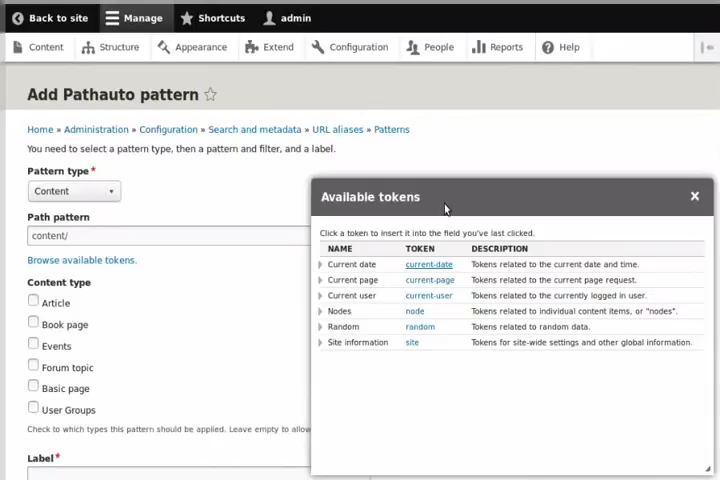 Back to site Manage Shortcuts admin
Content Structure Appearance Extend Configuration People Reports Help
Add Pathauto pattern
Home » Administration » Configuration » Search and metadata » URL aliases » Patterns
You need to select a pattern type, then a pattern and filter, and a label.
Pattern type*
Content
Path pattern
content/
Browse available tokens.
Content type
Article
Book page
Events
Forum topic
Basic page
User Groups
Check to which types this pattern should be applied. Leave empty to allow
Label*
Available tokens
Click a token to insert it into the field you've last clicked.
NAME TOKEN DESCRIPTION
Current date current-date Tokens related to the current date and time.
Current page current-page Tokens related to the current page request.
Current user current-user Tokens related to the currently logged in user.
Nodes node Tokens related to individual content items, or "nodes".
Random random Tokens related to random data.
Site information site Tokens for site-wide settings and other global information.